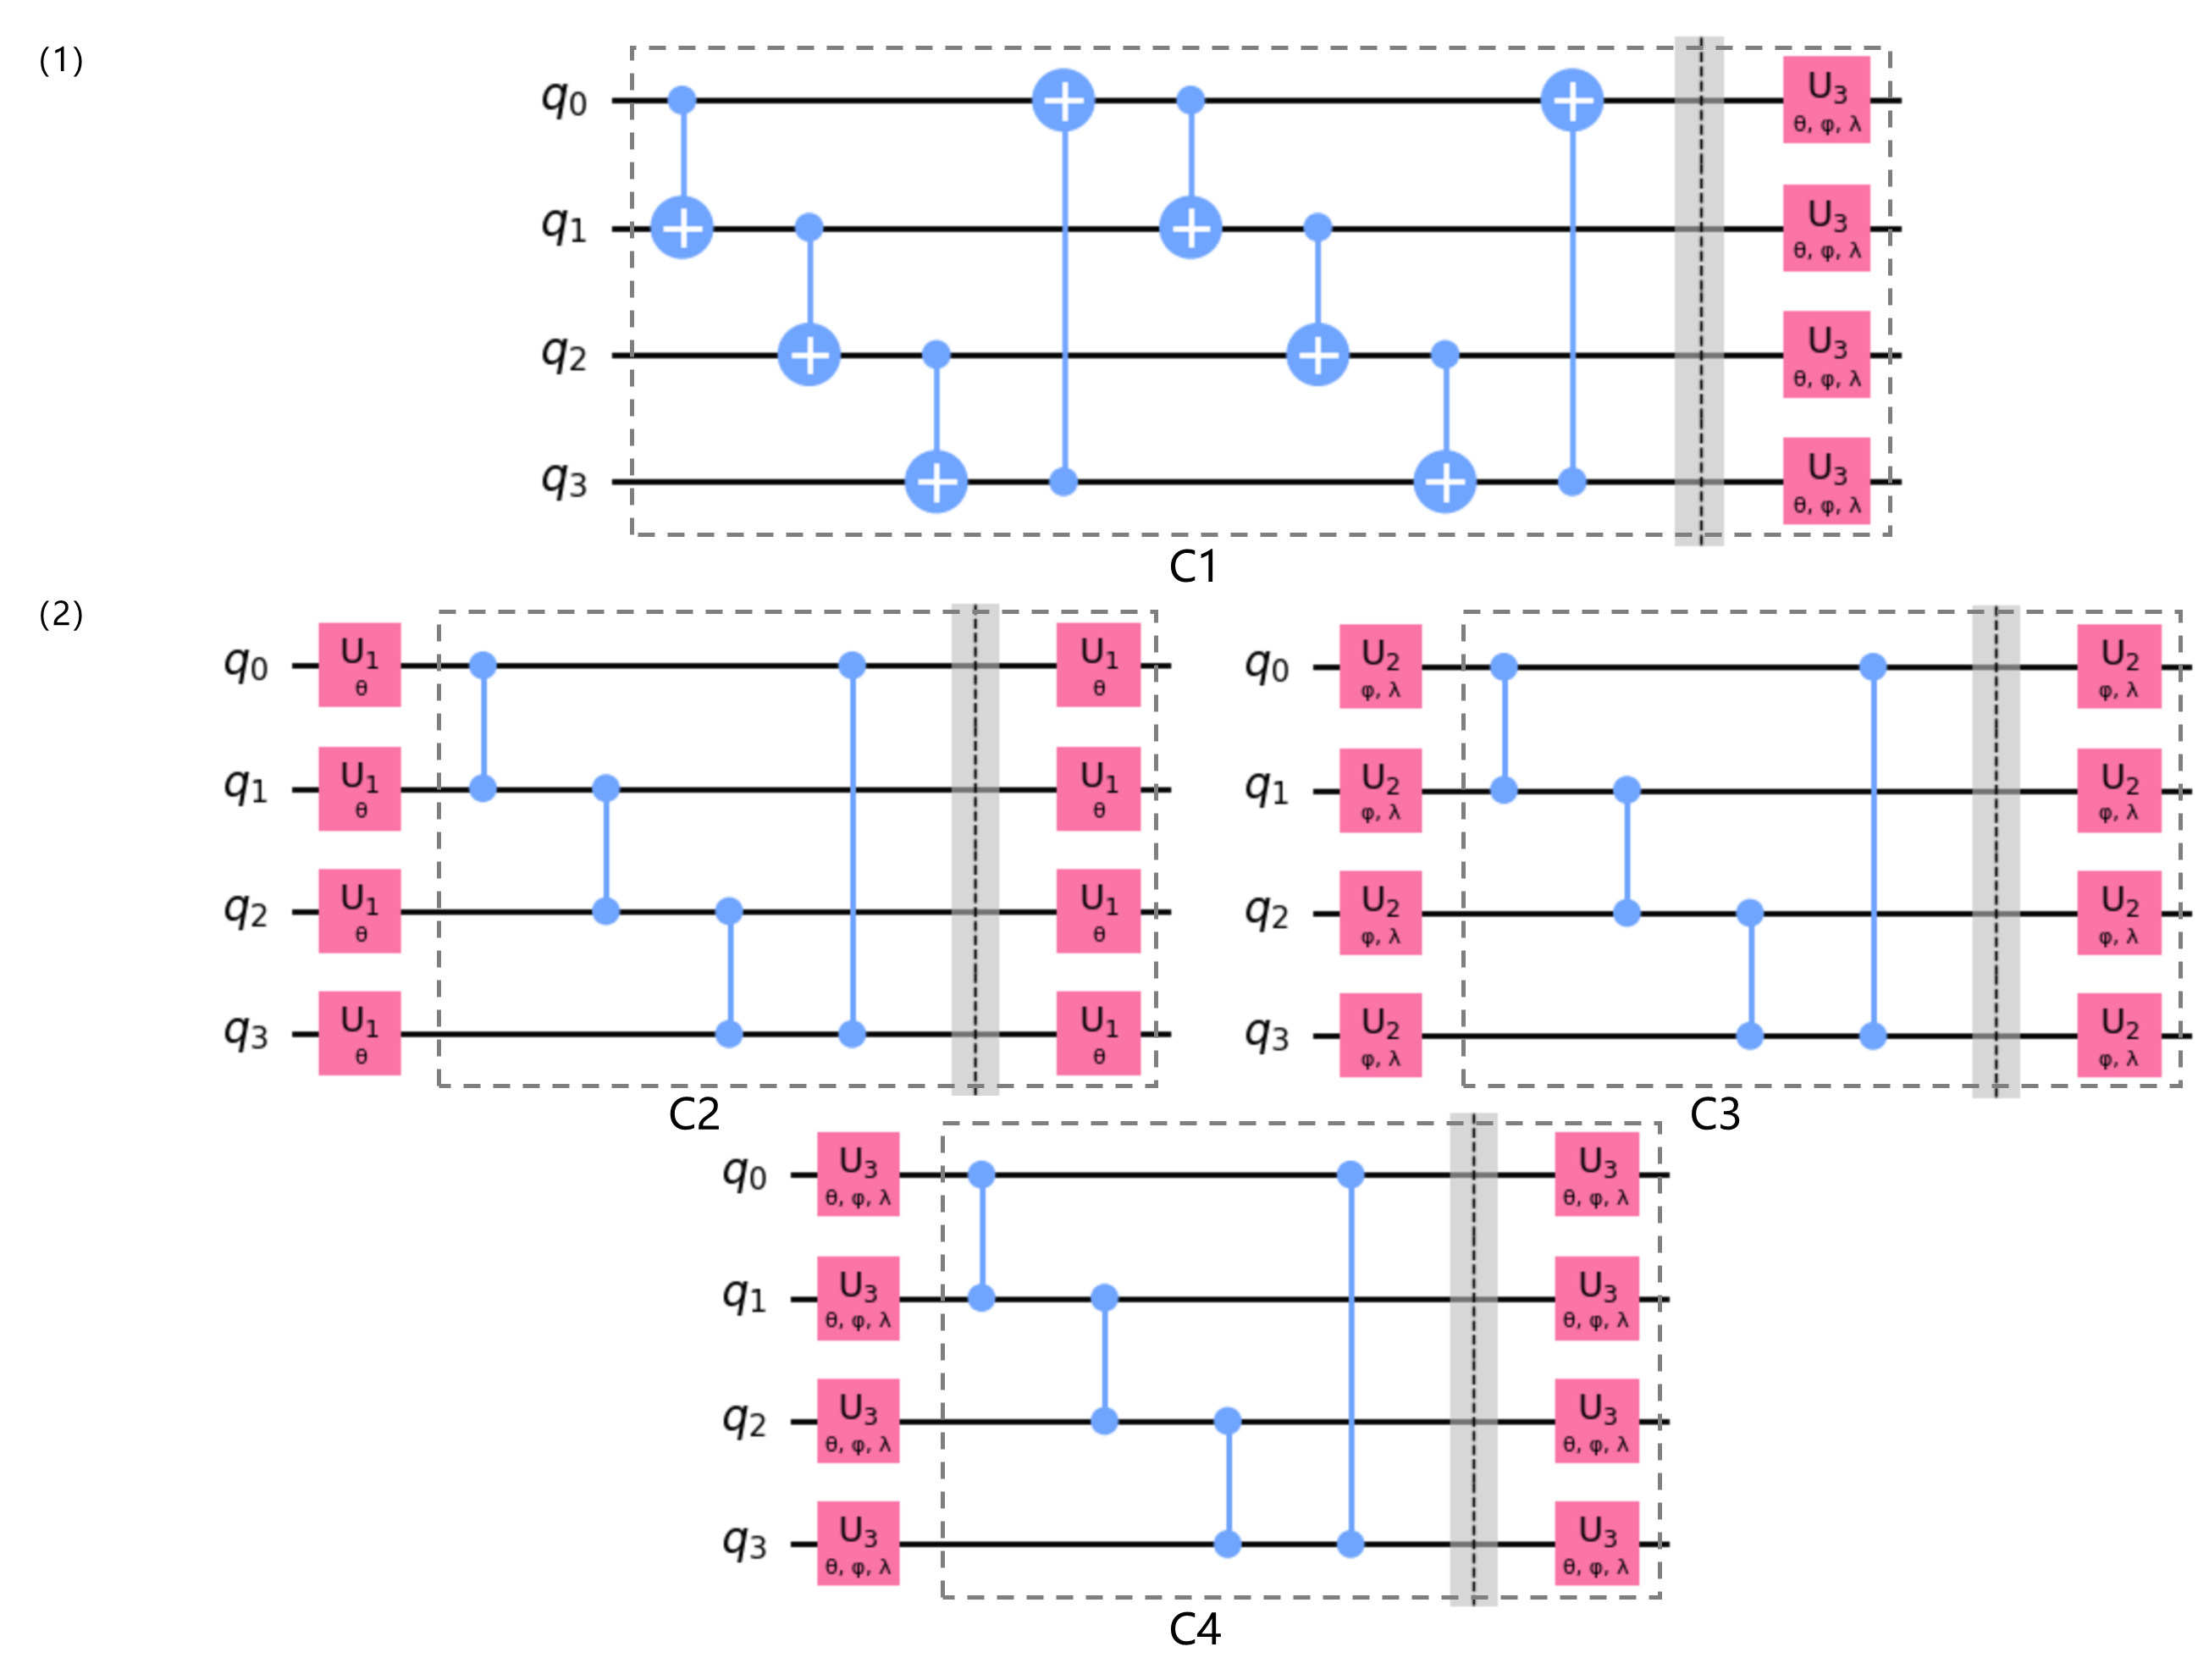 (1)
q0 U3
θ, φ, λ
q1 U3
θ, φ, λ
q2 U3
θ, φ, λ
q3 U3
θ, φ, λ
C1
(2)
q0 U1 U1
θ θ
q1 U1 U1
θ θ
q2 U1 U1
θ θ
q3 U1 U1
θ θ
C2
q0 U2 U2
φ, λ φ, λ
q1 U2 U2
φ, λ φ, λ
q2 U2 U2
φ, λ φ, λ
q3 U2 U2
φ, λ φ, λ
C3
q0 U3 U3
θ, φ, λ θ, φ, λ
q1 U3 U3
θ, φ, λ θ, φ, λ
q2 U3 U3
θ, φ, λ θ, φ, λ
q3 U3 U3
θ, φ, λ θ, φ, λ
C4